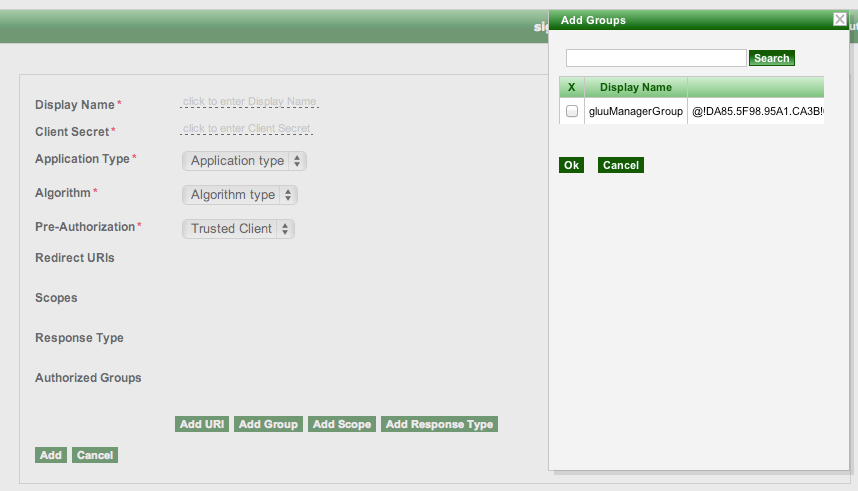 Add Groups
Search
X Display Name
gluuManagerGroup @!DA85.5F98.95A1.CA3B!
Ok Cancel
Display Name* click to enter Display Name
Client Secret* click to enter Client Secret
Application Type* Application type
Algorithm* Algorithm type
Pre-Authorization* Trusted Client
Redirect URIs
Scopes
Response Type
Authorized Groups
Add URI Add Group Add Scope Add Response Type
Add Cancel